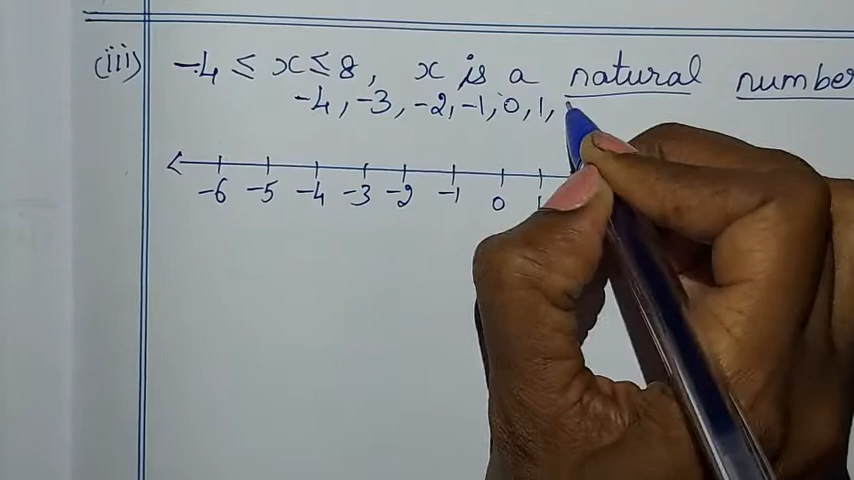 (iii) -4 ≤ x ≤ 8, x is a natural number
-4, -3, -2, -1, 0, 1,
-6 -5 -4 -3 -2 -1 0 1